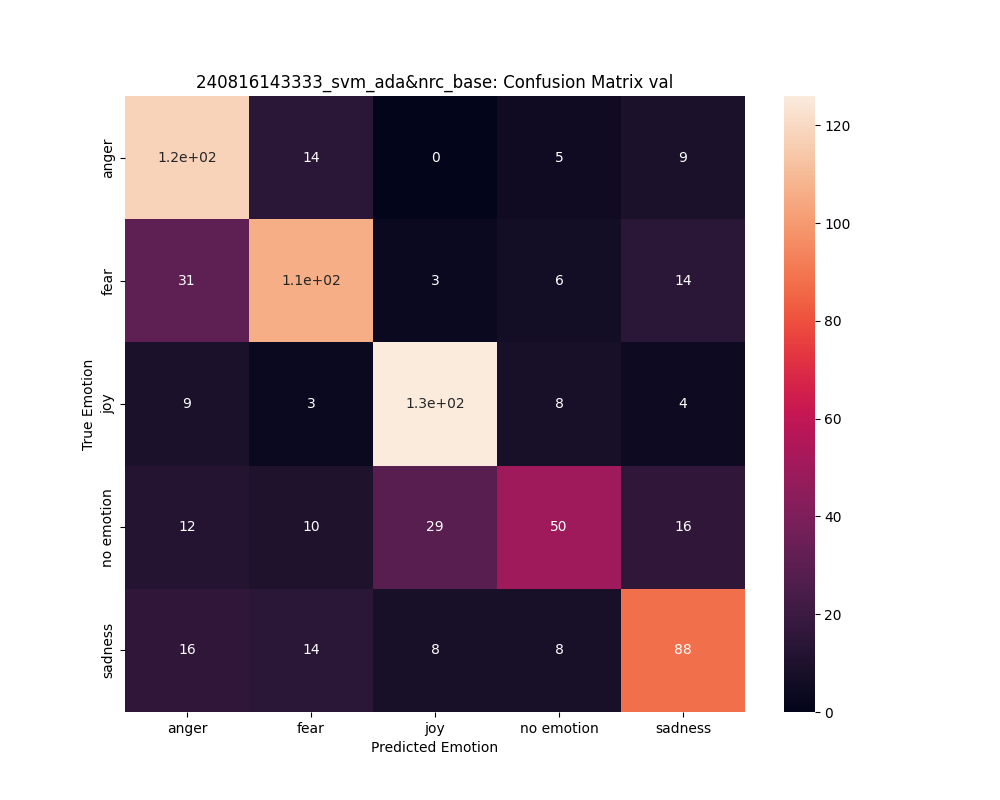 240816143333_svm_ada&nrc_base: Confusion Matrix val
anger 1.2e+02 14 0 5 9
fear 31 1.1e+02 3 6 14
joy 9 3 1.3e+02 8 4
no emotion 12 10 29 50 16
sadness 16 14 8 8 88
True Emotion
anger fear joy no emotion sadness
Predicted Emotion
120
100
80
60
40
20
0